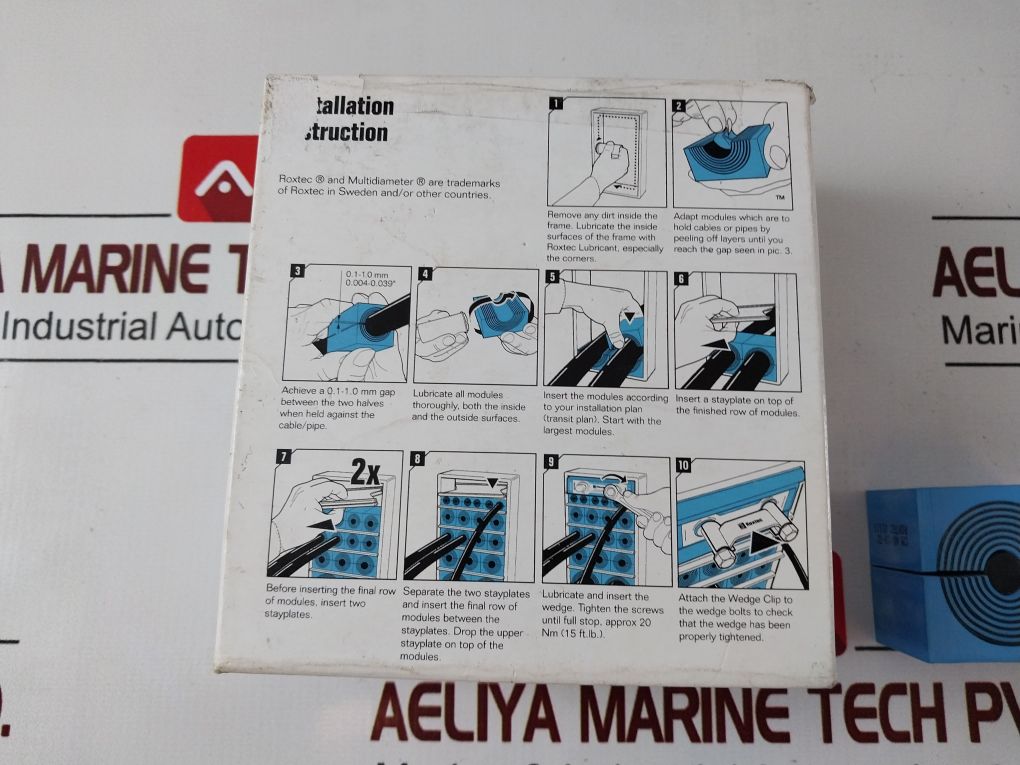 tallation
truction
Roxtec ® and Multidiameter ® are trademarks
of Roxtec in Sweden and/or other countries.
1
Remove any dirt inside the
frame. Lubricate the inside
surfaces of the frame with
Roxtec Lubricant, especially
the corners.
2
TM
Adapt modules which are to
hold cables or pipes by
peeling off layers until you
reach the gap seen in pic. 3.
3
0.1-1.0 mm
0.004-0.039"
Achieve a 0.1-1.0 mm gap
between the two halves
when held against the
cable/pipe.
4
Lubricate all modules
thoroughly, both the inside
and the outside surfaces.
5
Insert the modules according
to your installation plan
(transit plan). Start with the
largest modules.
6
Insert a stayplate on top of
the finished row of modules.
7
2x
Before inserting the final row
of modules, insert two
stayplates.
8
Separate the two stayplates
and insert the final row of
modules between the
stayplates. Drop the upper
stayplate on top of the
modules.
9
Lubricate and insert the
wedge. Tighten the screws
until full stop, approx 20
Nm (15 ft.lb.).
10
Roxtec
Attach the Wedge Clip to
the wedge bolts to check
that the wedge has been
properly tightened.
A MARINE T
Industrial Auto
AEL
Marin
D.
AELIYA MARINE TECH PV